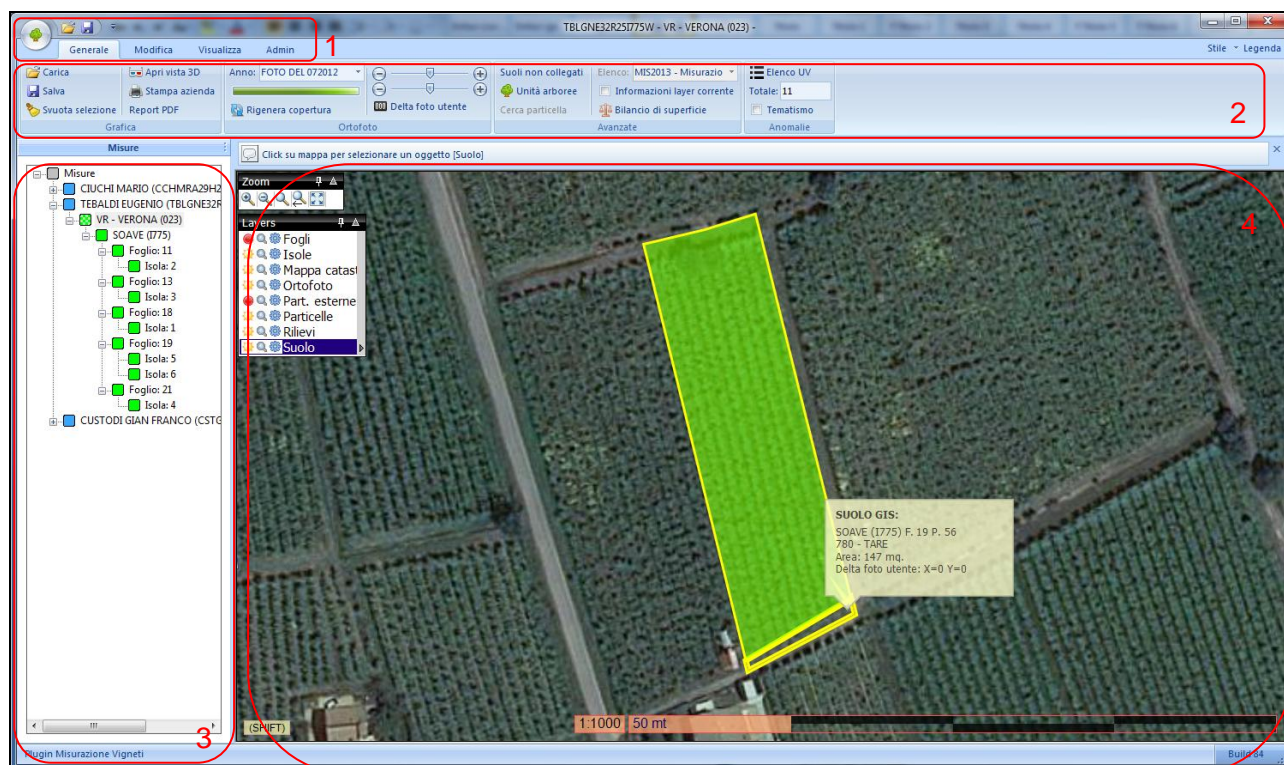 TBLGNE32R25I775W - VR - VERONA (023) -
Generale Modifica Visualizza Admin
1
Stile Legenda
Carica Apri vista 3D Anno: FOTO DEL 072012 Suoli non collegati Elenco: MIS2013 - Misurazio Elenco UV
Salva Stampa azienda Unità arboree Informazioni layer corrente Totale: 11
Svuota selezione Report PDF Rigenera copertura Delta foto utente Cerca particella Bilancio di superficie Tematismo
2
Grafica Ortofoto Avanzate Anomalie
Misure
Click su mappa per selezionare un oggetto [Suolo]
Misure
CIUCHI MARIO (CCHMRA29H2
TEBALDI EUGENIO (TBLGNE32R
VR - VERONA (023)
SOAVE (I775)
Foglio: 11
Isola: 2
Foglio: 13
Isola: 3
Foglio: 18
Isola: 1
Foglio: 19
Isola: 5
Isola: 6
Foglio: 21
Isola: 4
CUSTODI GIAN FRANCO (CSTG
3
Zoom
Layers
Fogli
Isole
Mappa catast
Ortofoto
Part. esterne
Particelle
Rilievi
Suolo
4
SUOLO GIS:
SOAVE (I775) F. 19 P. 56
780 - TARE
Area: 147 mq.
Delta foto utente: X=0 Y=0
(SHIFT)
1:1000 50 mt
Plugin Misurazione Vigneti
Build 84